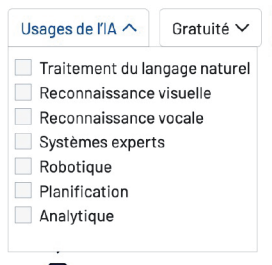 Usages de l'IA Gratuité
Traitement du langage naturel
Reconnaissance visuelle
Reconnaissance vocale
Systèmes experts
Robotique
Planification
Analytique